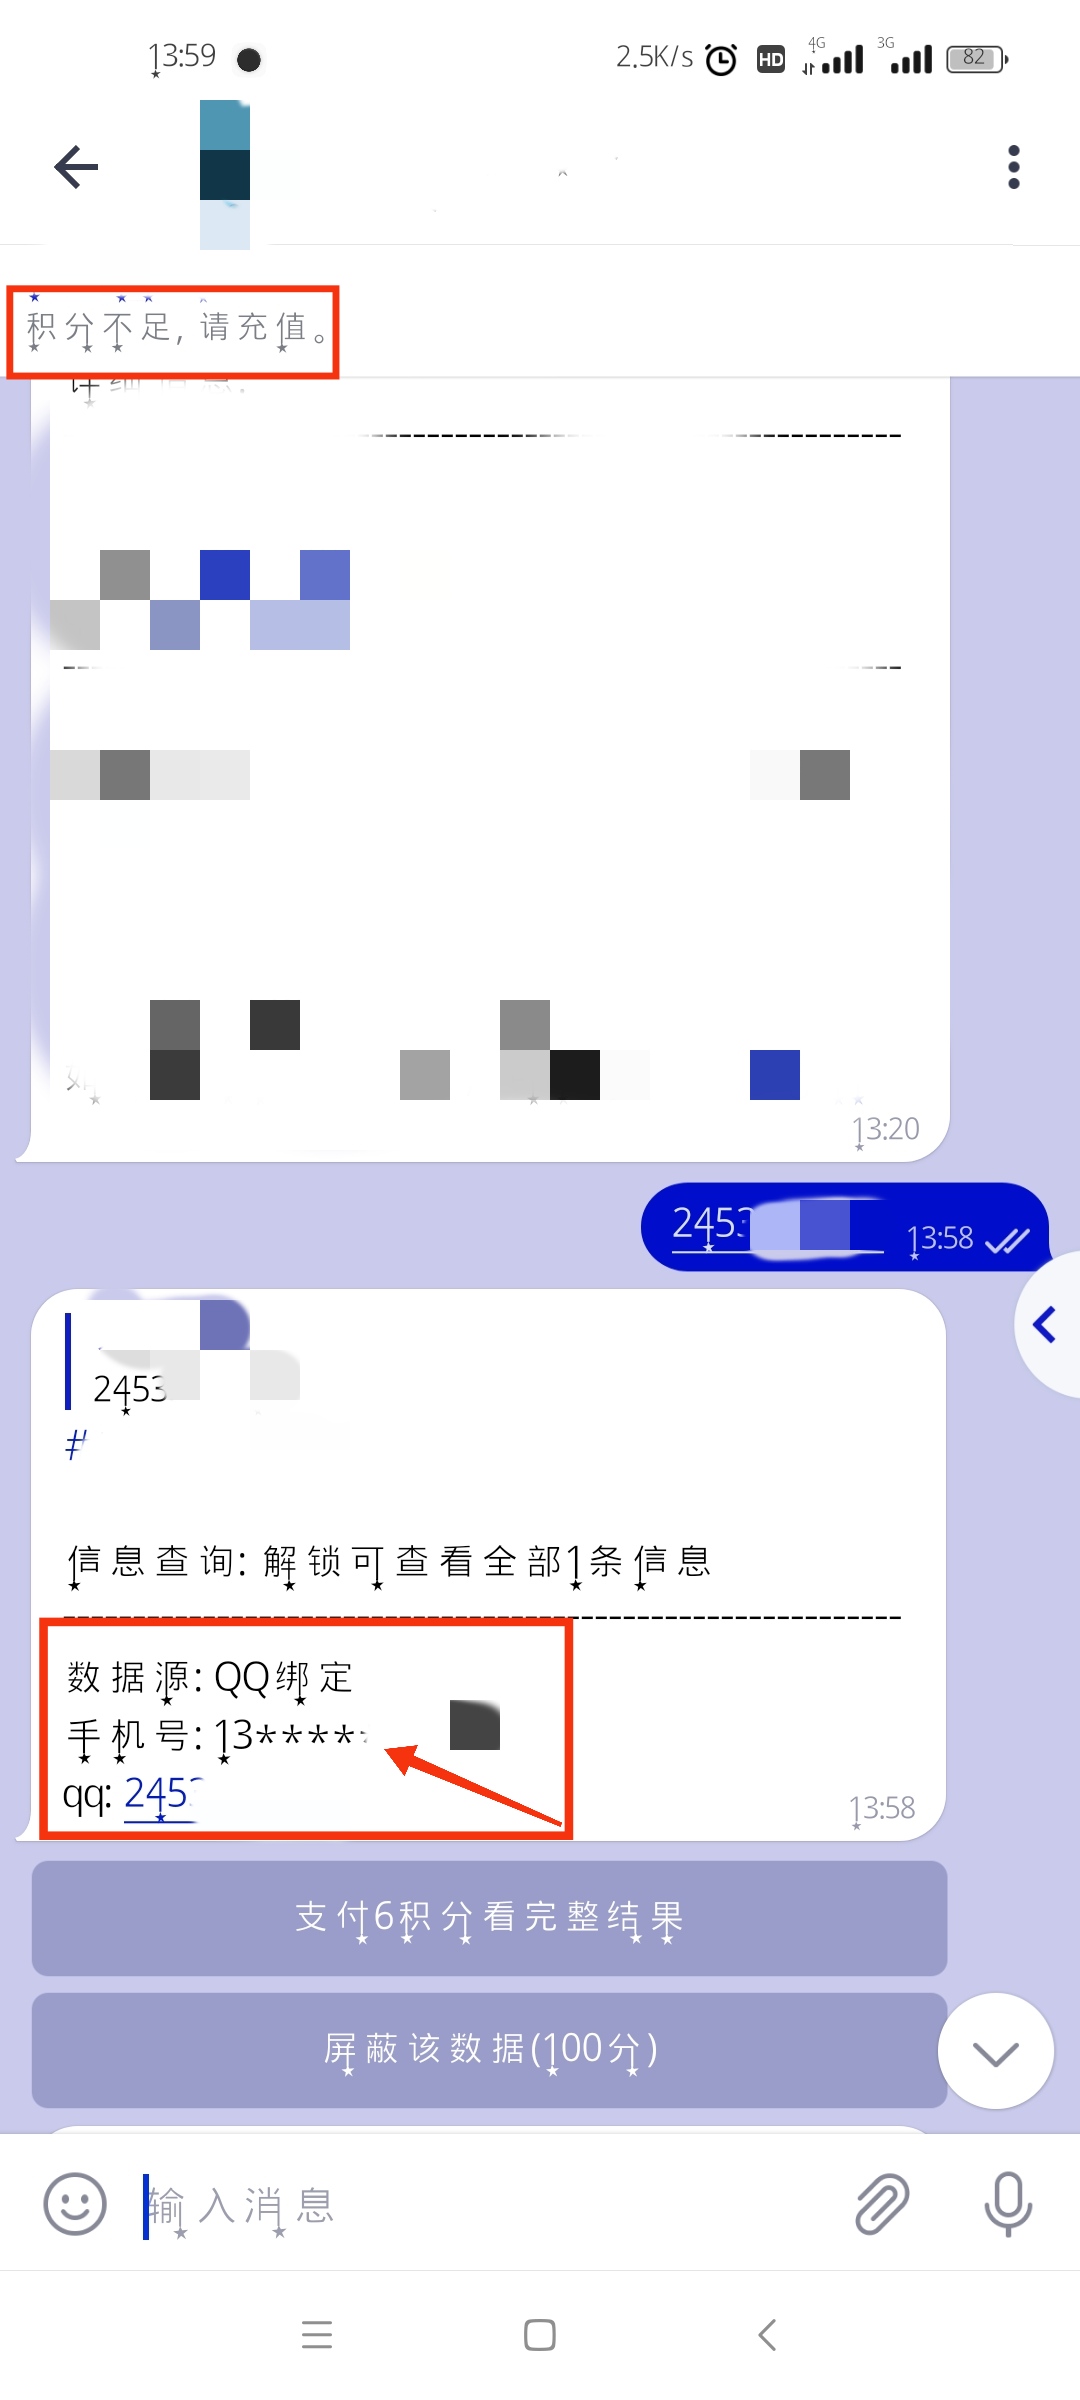 13:59
2.5K/s HD 4G 3G 82
积分不足,请充值。
13:20
245
13:58
2453
#
信息查询:解锁可查看全部1条信息
数据源:QQ绑定
手机号:13****
qq: 245
13:58
支付6积分看完整结果
屏蔽该数据(100分)
输入消息